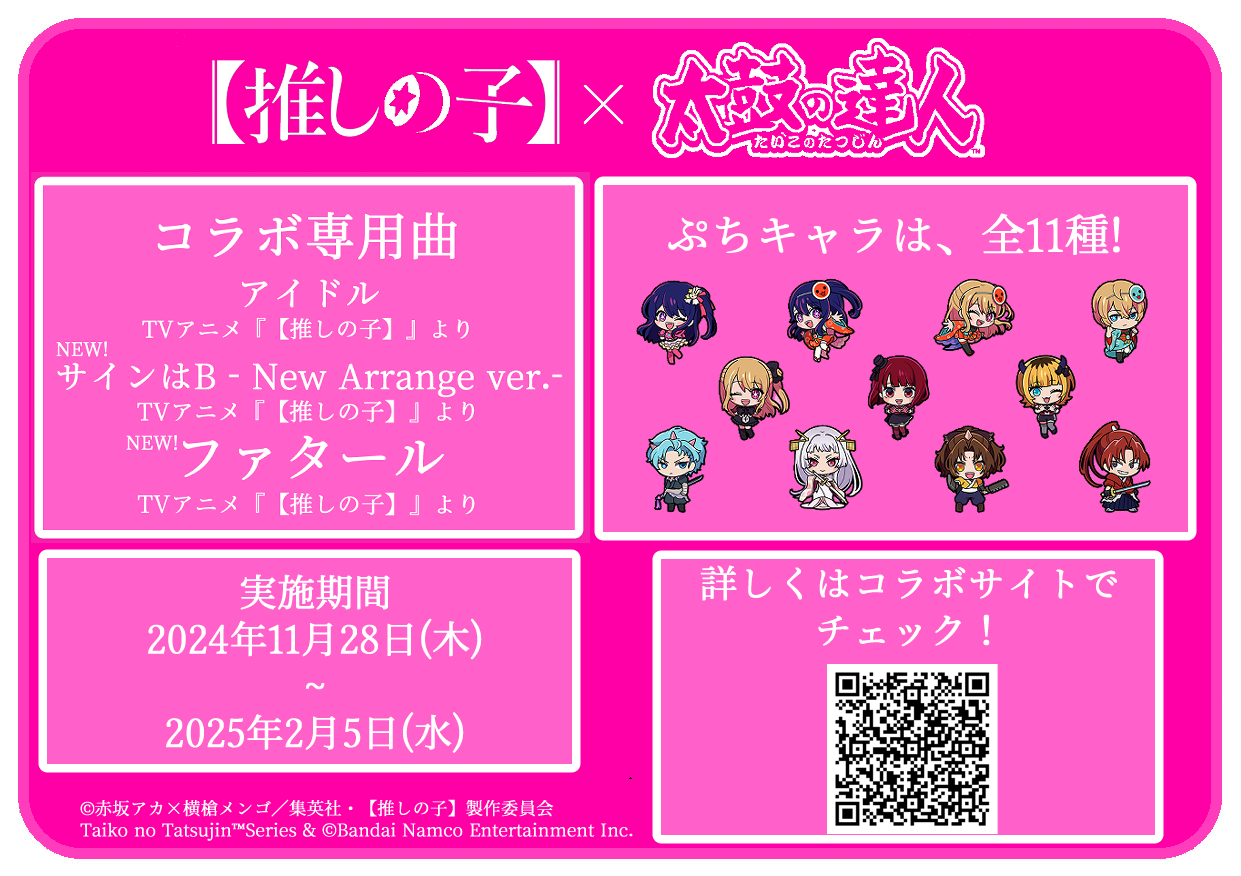 【推しの子】×太鼓の達人
たいこのたつじん™
コラボ専用曲
アイドル
TVアニメ『【推しの子】』より
NEW!
サインはB - New Arrange ver.-
TVアニメ『【推しの子】』より
NEW!ファタール
TVアニメ『【推しの子】』より
ぷちキャラは、全11種!
実施期間
2024年11月28日(木)
~
2025年2月5日(水)
詳しくはコラボサイトで
チェック！
©赤坂アカ×横槍メンゴ／集英社・【推しの子】製作委員会
Taiko no Tatsujin™Series & ©Bandai Namco Entertainment Inc.